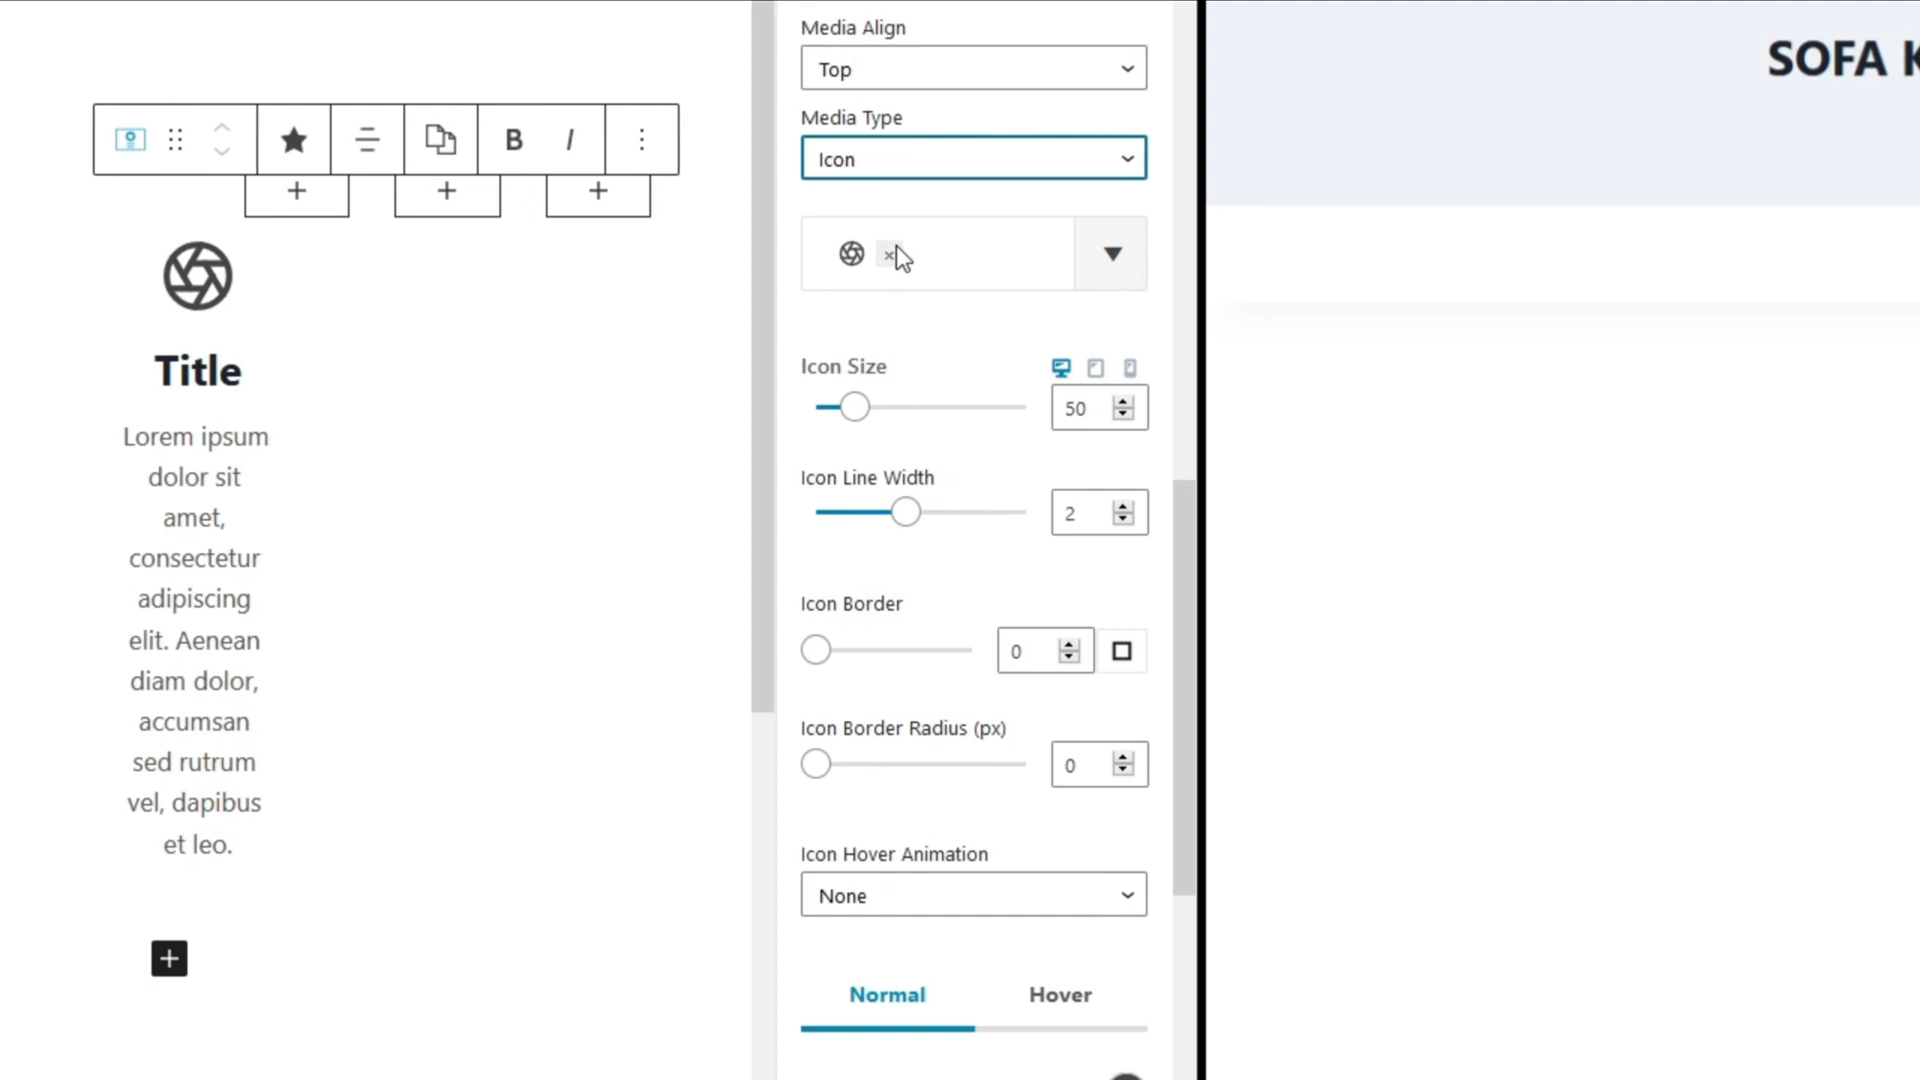 B I
Title
Lorem ipsum
dolor sit
amet,
consectetur
adipiscing
elit. Aenean
diam dolor,
accumsan
sed rutrum
vel, dapibus
et leo.
Media Align
Top
Media Type
Icon
Icon Size
50
Icon Line Width
2
Icon Border
0
Icon Border Radius (px)
0
Icon Hover Animation
None
Normal Hover
SOFA K